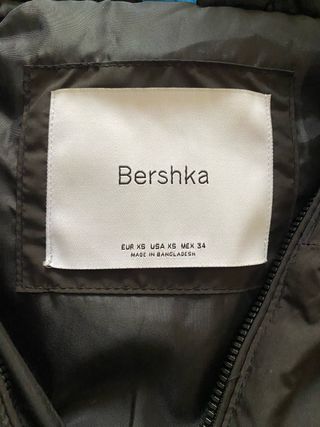 Bershka
EUR XS USA XS MEX 34
MADE IN BANGLADESH